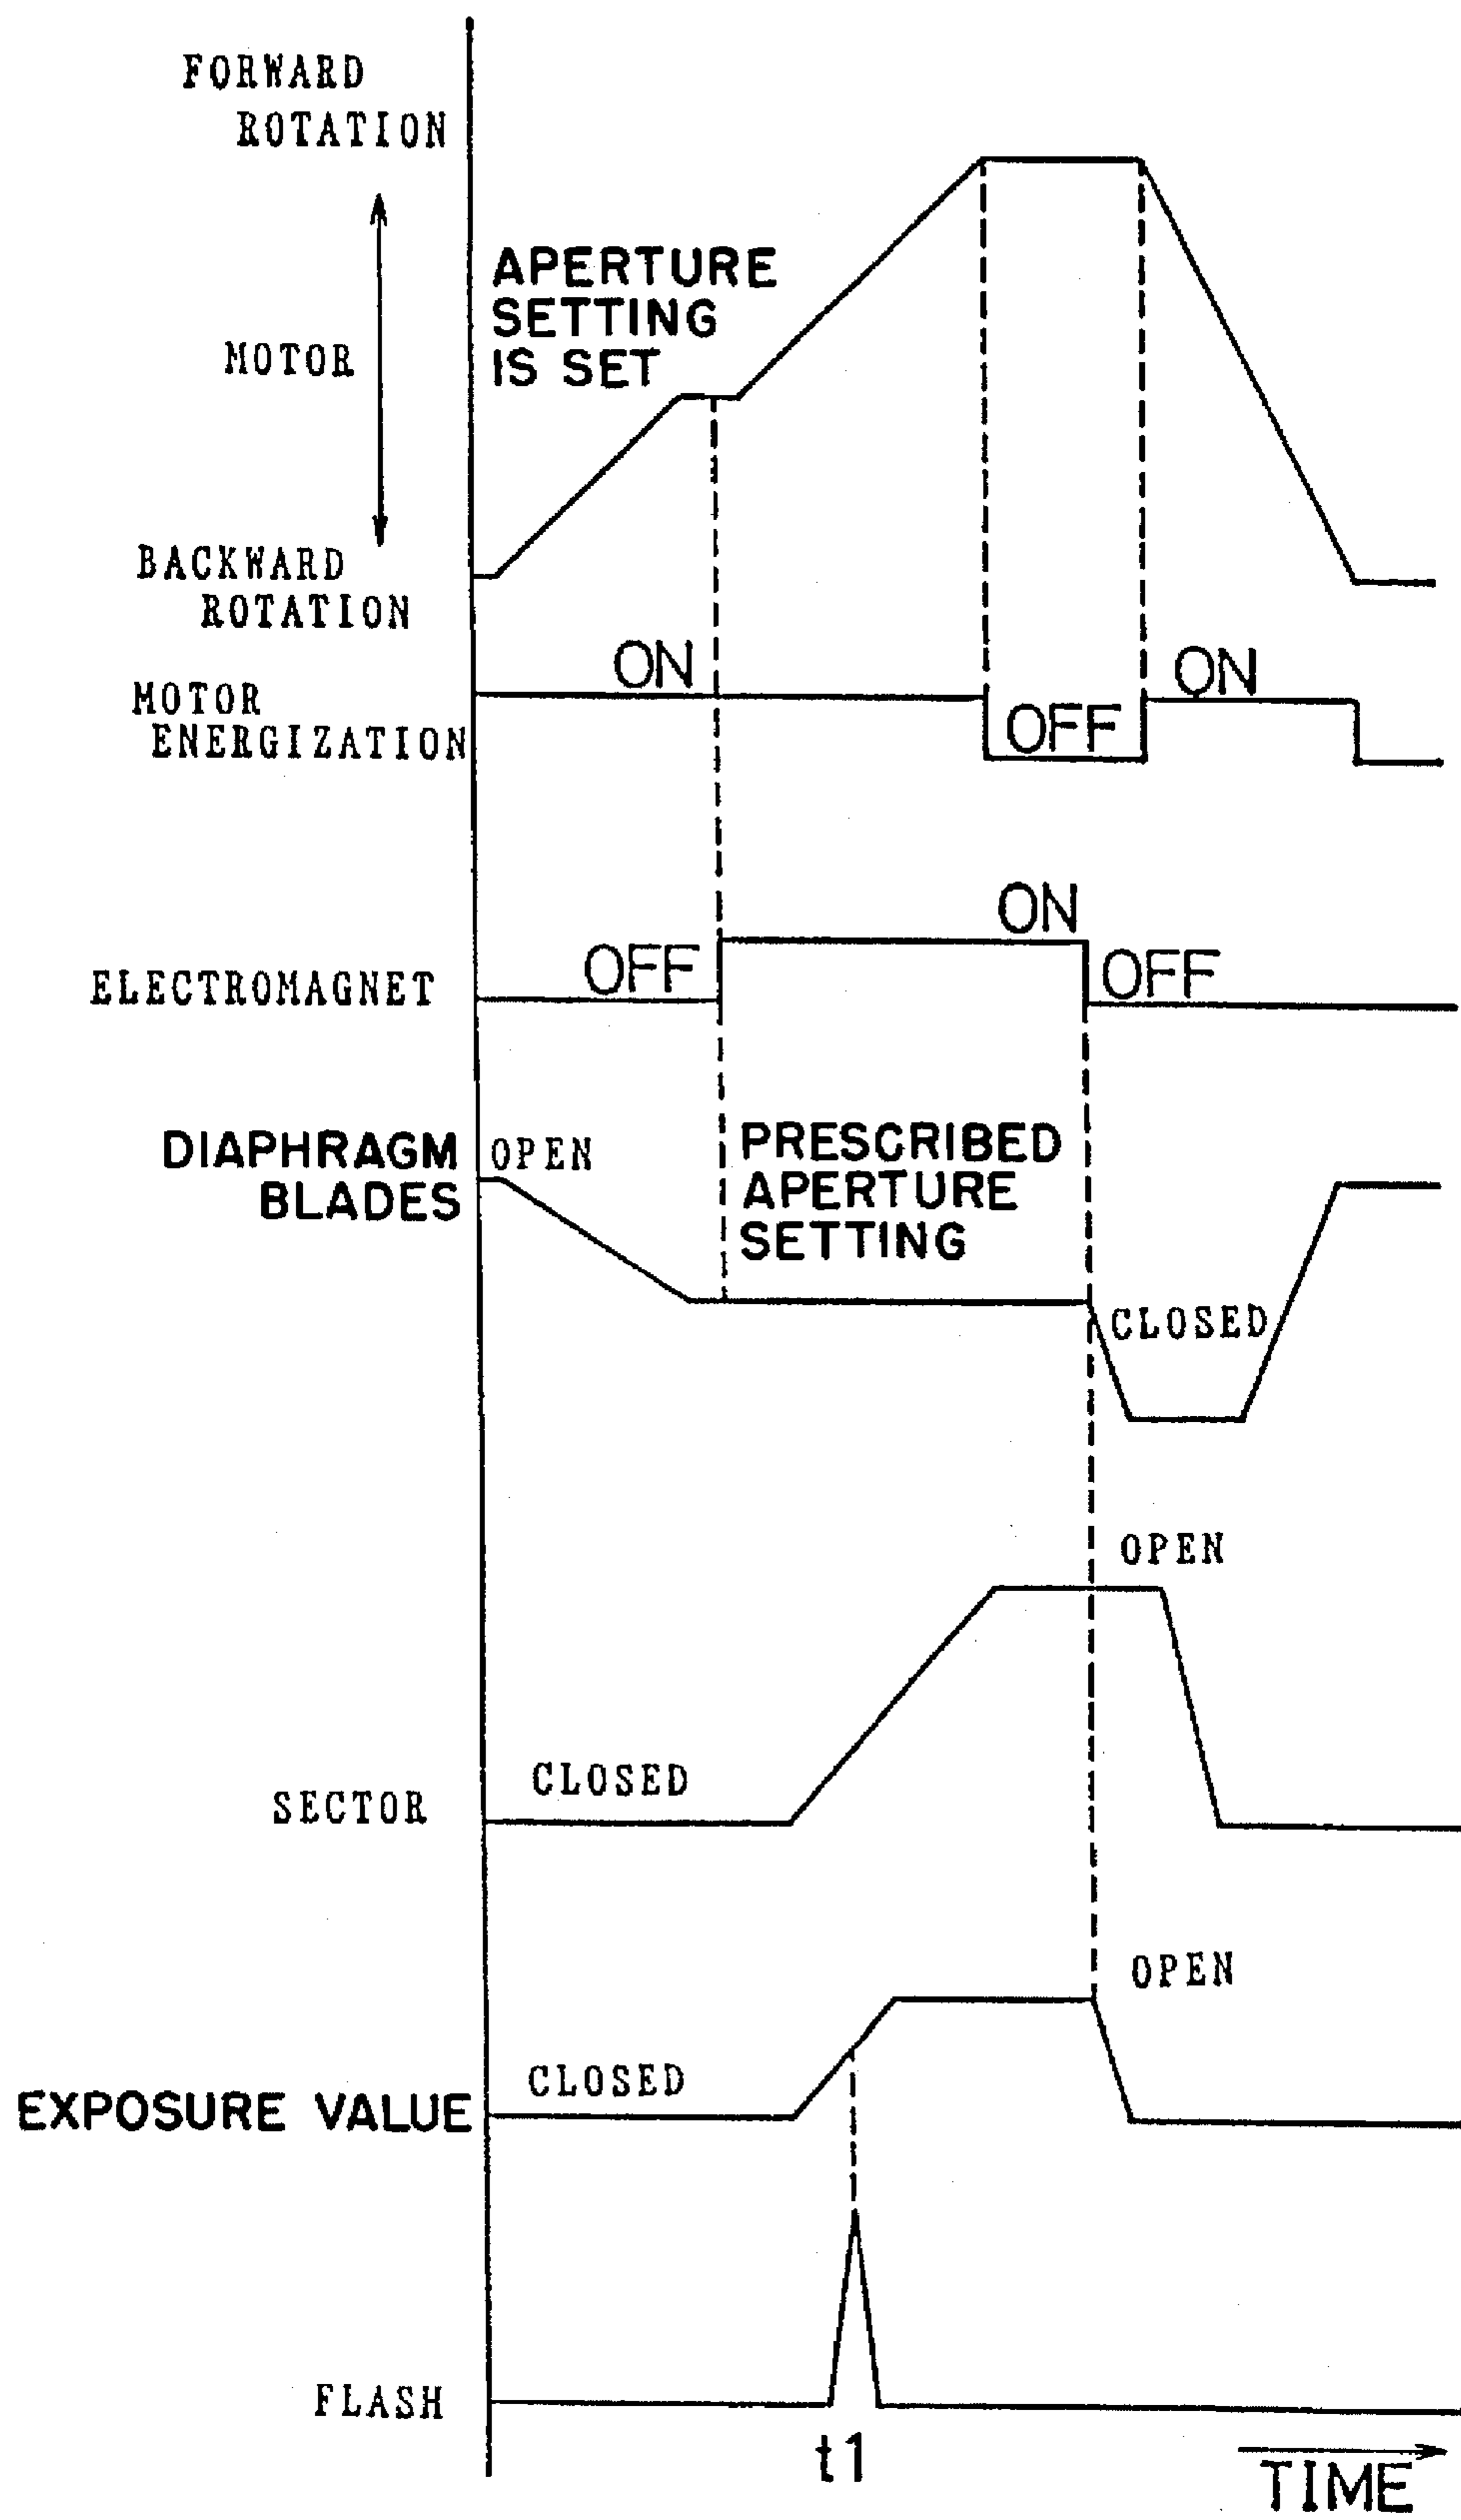 FORWARD
ROTATION
APERTURE
SETTING
IS SET
MOTOR
BACKWARD
ROTATION
ON
ON
MOTOR
ENERGIZATION
OFF
ON
OFF
OFF
ELECTROMAGNET
DIAPHRAGM
BLADES
OPEN
PRESCRIBED
APERTURE
SETTING
CLOSED
OPEN
CLOSED
SECTOR
OPEN
CLOSED
EXPOSURE VALUE
FLASH
t1
TIME